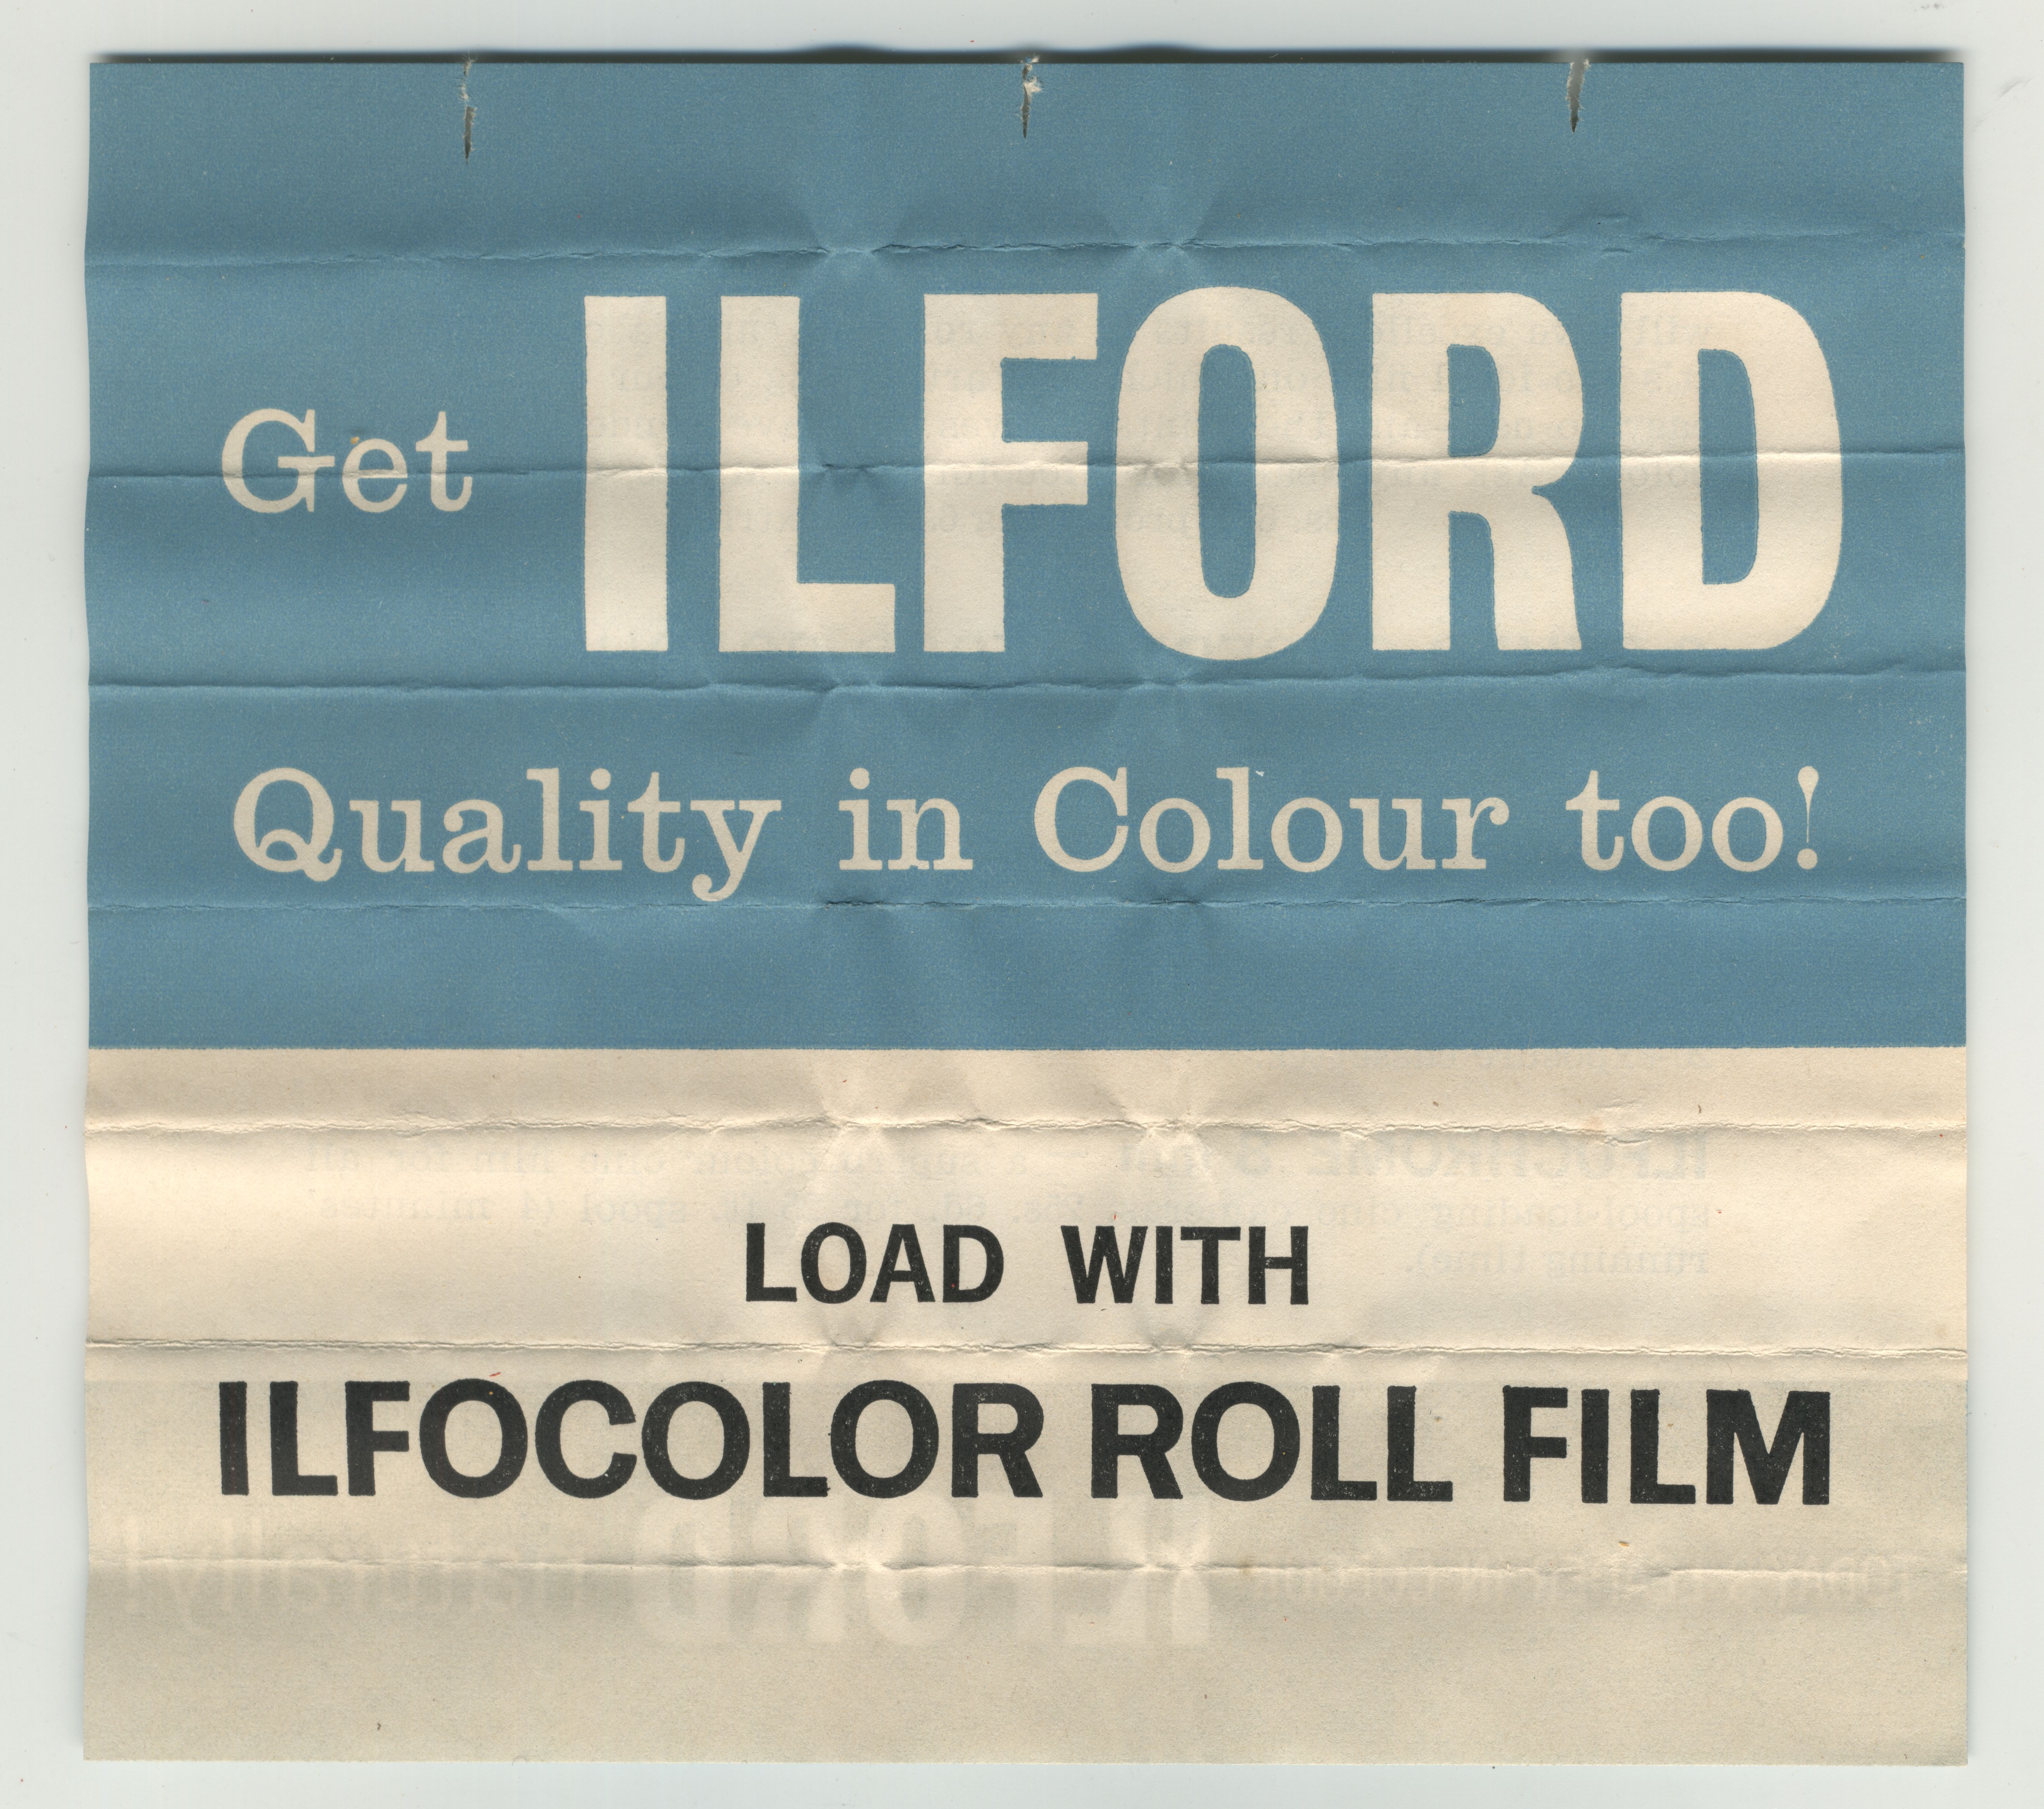 Get ILFORD
Quality in Colour too!
LOAD WITH
ILFOCOLOR ROLL FILM